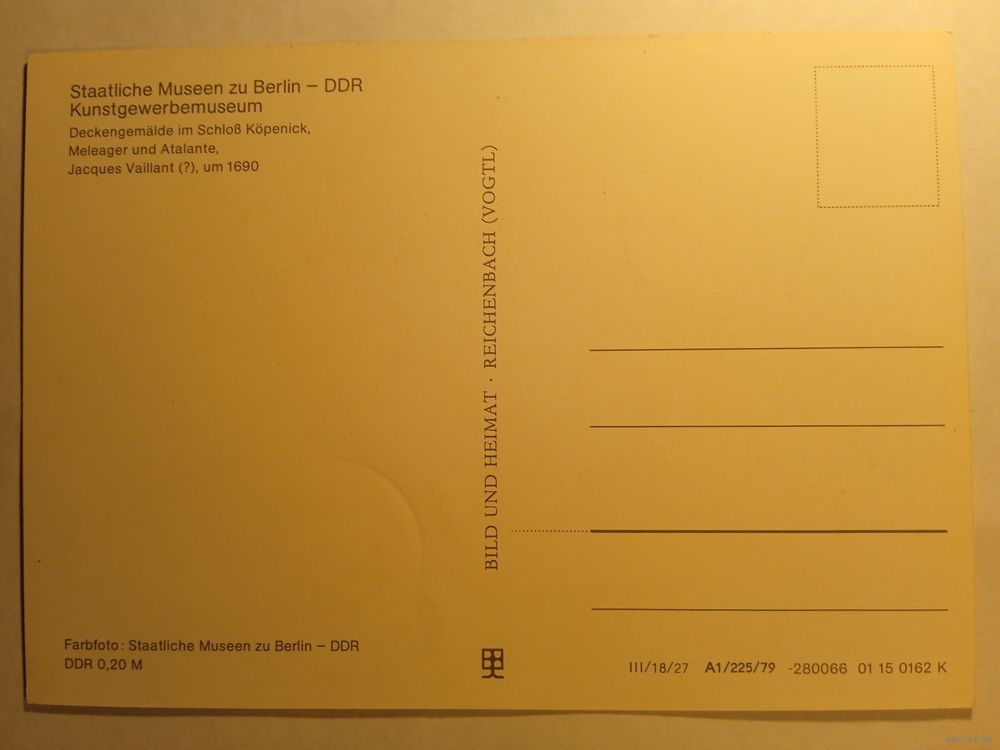 Staatliche Museen zu Berlin – DDR
Kunstgewerbemuseum
Deckengemälde im Schloß Köpenick,
Meleager und Atalante,
Jacques Vaillant (?), um 1690
BILD UND HEIMAT · REICHENBACH (VOGTL)
Farbfoto: Staatliche Museen zu Berlin – DDR
DDR 0,20 M
III/18/27 A1/225/79 -280066 01 15 0162 K